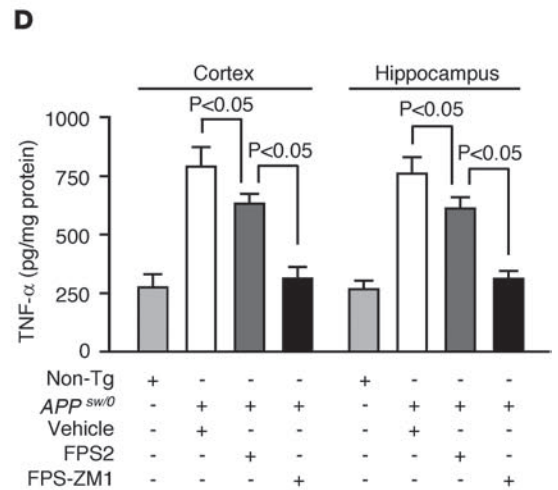 D
Cortex Hippocampus
P<0.05 P<0.05
P<0.05 P<0.05
TNF-α (pg/mg protein)
1000
750
500
250
0
Non-Tg + - - - + - - -
APP sw/0 - + + + - + + +
Vehicle - + - - - + - -
FPS2 - - + - - - + -
FPS-ZM1 - - - + - - - +